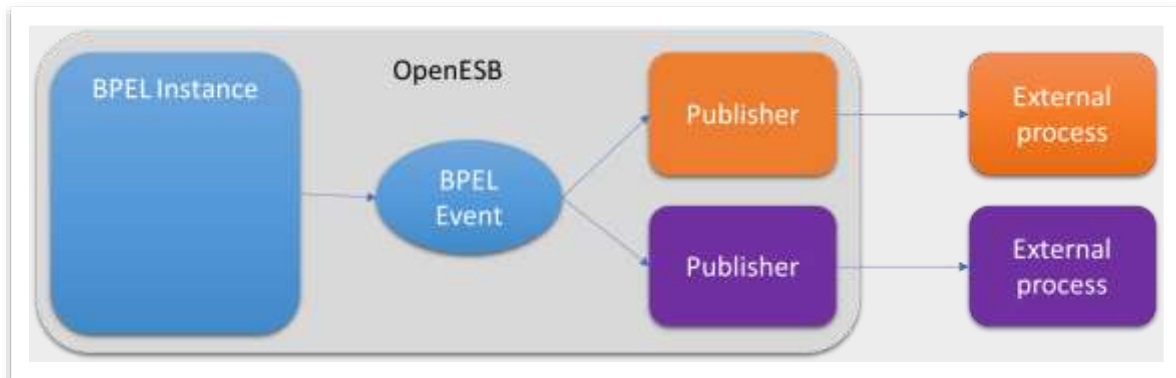 OpenESB
BPEL Instance
BPEL
Event
Publisher
External
process
Publisher
External
process